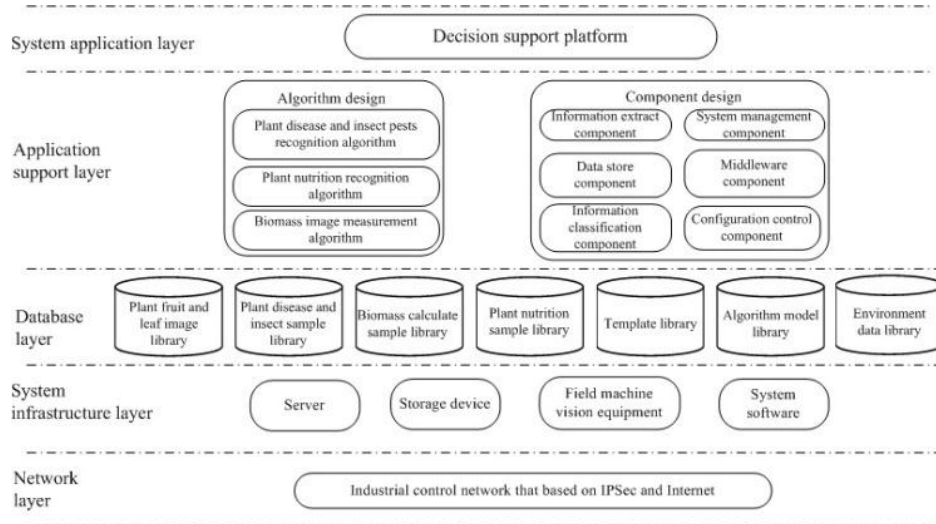 System application layer
Decision support platform
Application
support layer
Algorithm design
Plant disease and insect pests
recognition algorithm
Plant nutrition recognition
algorithm
Biomass image measurement
algorithm
Component design
Information extract
component
System management
component
Data store
component
Middleware
component
Information
classification
component
Configuration control
component
Database
layer
Plant fruit and
leaf image
library
Plant disease and
insect sample
library
Biomass calculate
sample library
Plant nutrition
sample library
Template library
Algorithm model
library
Environment
data library
System
infrastructure layer
Server
Storage device
Field machine
vision equipment
System
software
Network
layer
Industrial control network that based on IPSec and Internet